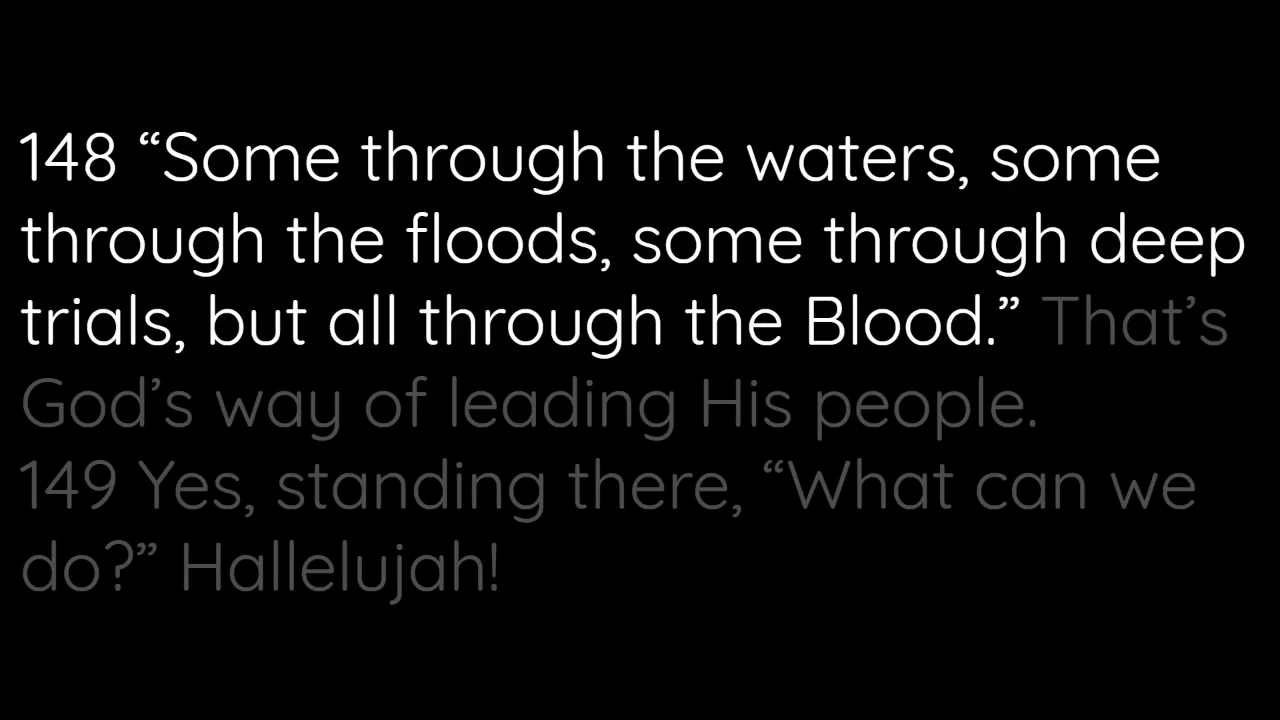 148 “Some through the waters, some
through the floods, some through deep
trials, but all through the Blood.” That’s
God’s way of leading His people.
149 Yes, standing there, “What can we
do?” Hallelujah!